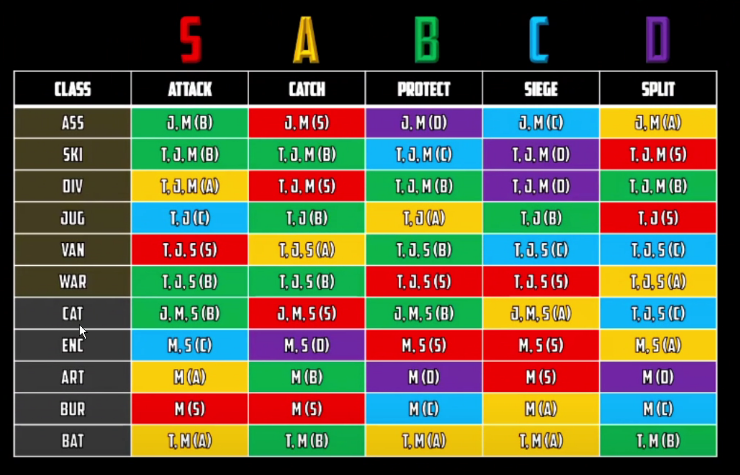 S A B C D
CLASS ATTACK CATCH PROTECT SIEGE SPLIT
ASS J, M (B) J, M (S) J, M (D) J, M (C) J, M (A)
SKI T, J, M (B) T, J, M (B) T, J, M (C) T, J, M (D) T, J, M (S)
DIV T, J, M (A) T, J, M (S) T, J, M (B) T, J, M (D) T, J, M (B)
JUG T, J (C) T, J (B) T, J (A) T, J (B) T, J (S)
VAN T, J, S (S) T, J, S (A) T, J, S (B) T, J, S (C) T, J, S (C)
WAR T, J, S (B) T, J, S (B) T, J, S (S) T, J, S (S) T, J, S (A)
CAT J, M, S (B) J, M, S (S) J, M, S (B) J, M, S (A) T, J, S (C)
ENC M, S (C) M, S (D) M, S (S) M, S (S) M, S (A)
ART M (A) M (B) M (D) M (S) M (D)
BUR M (S) M (S) M (C) M (A) M (C)
BAT T, M (A) T, M (B) T, M (A) T, M (A) T, M (B)